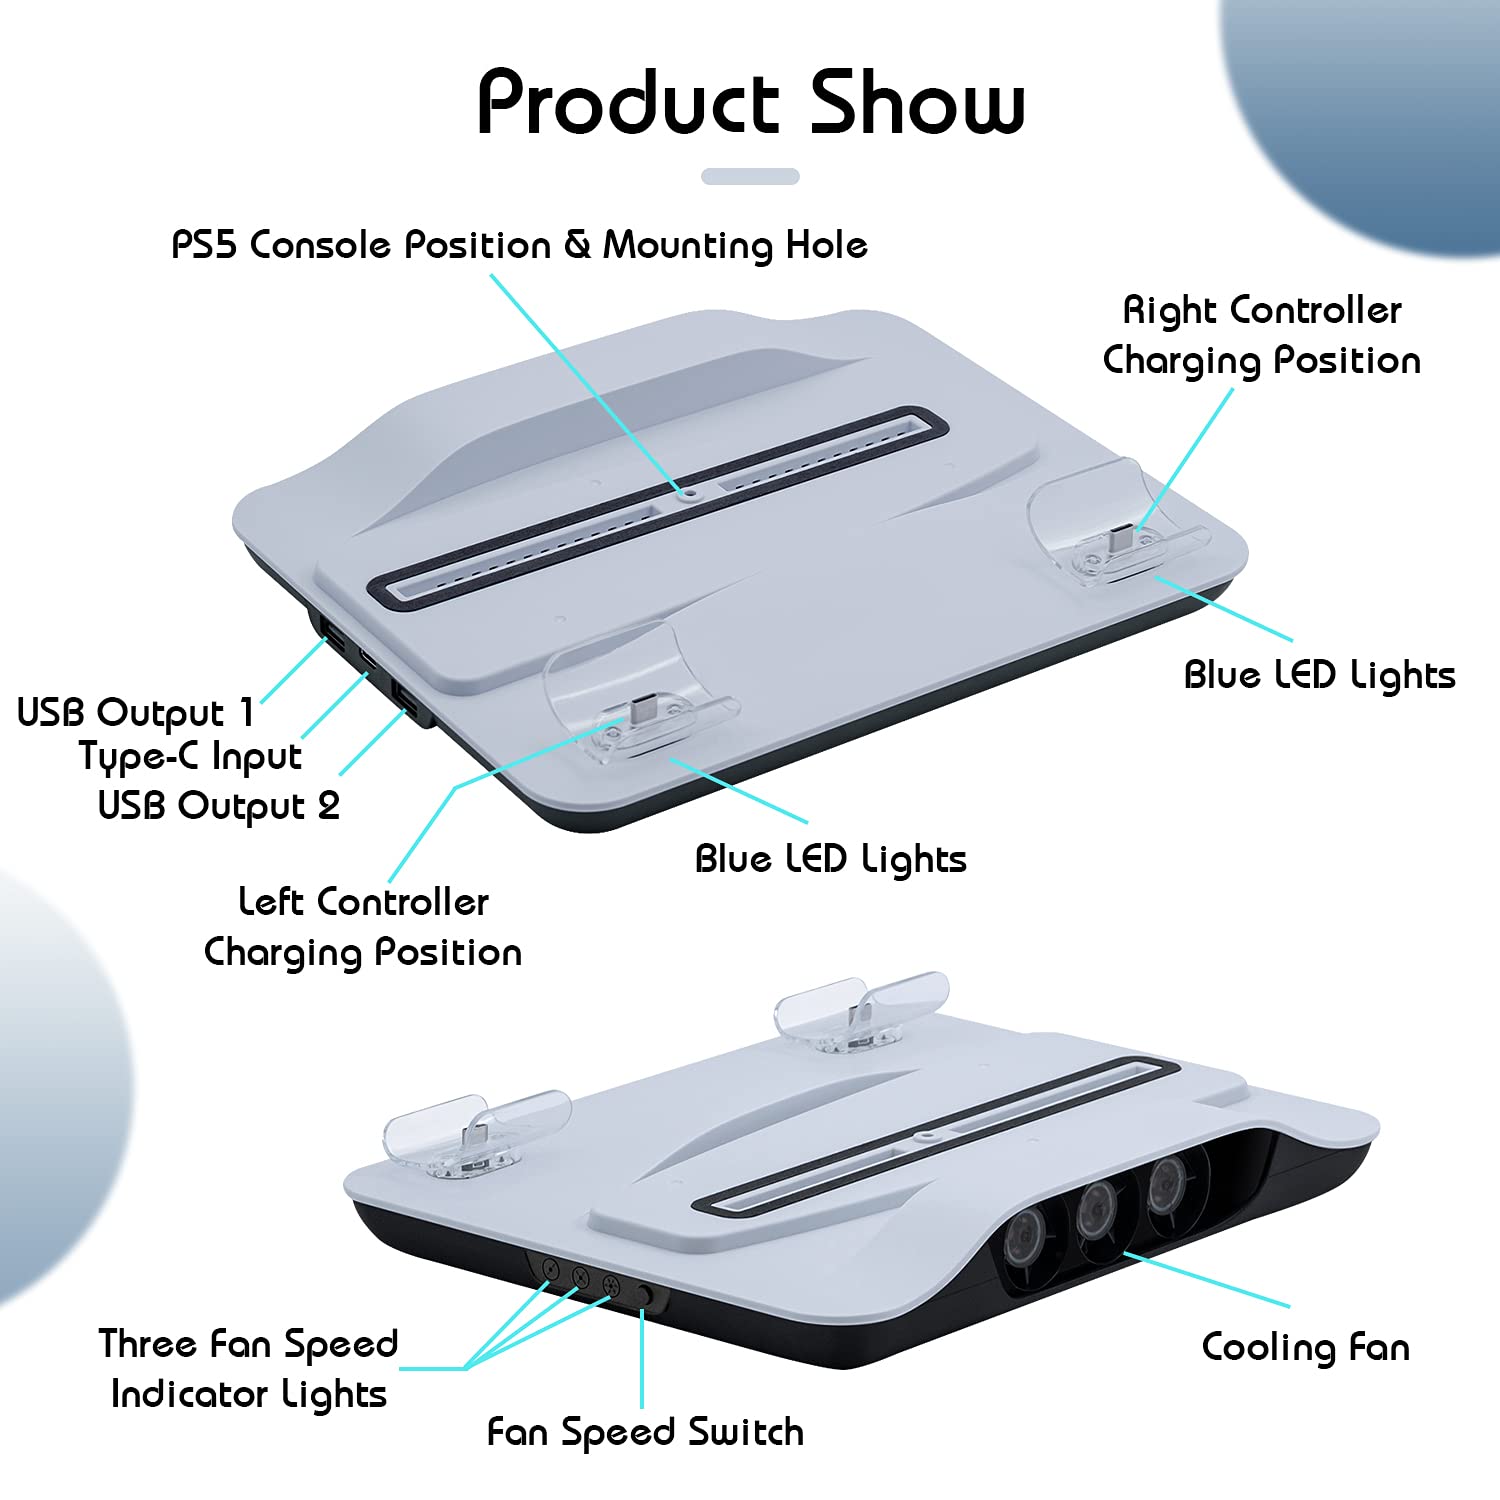 Product Show
PS5 Console Position & Mounting Hole
Right Controller
Charging Position
Blue LED Lights
USB Output 1
Type-C Input
USB Output 2
Blue LED Lights
Left Controller
Charging Position
Three Fan Speed
Indicator Lights
Fan Speed Switch
Cooling Fan